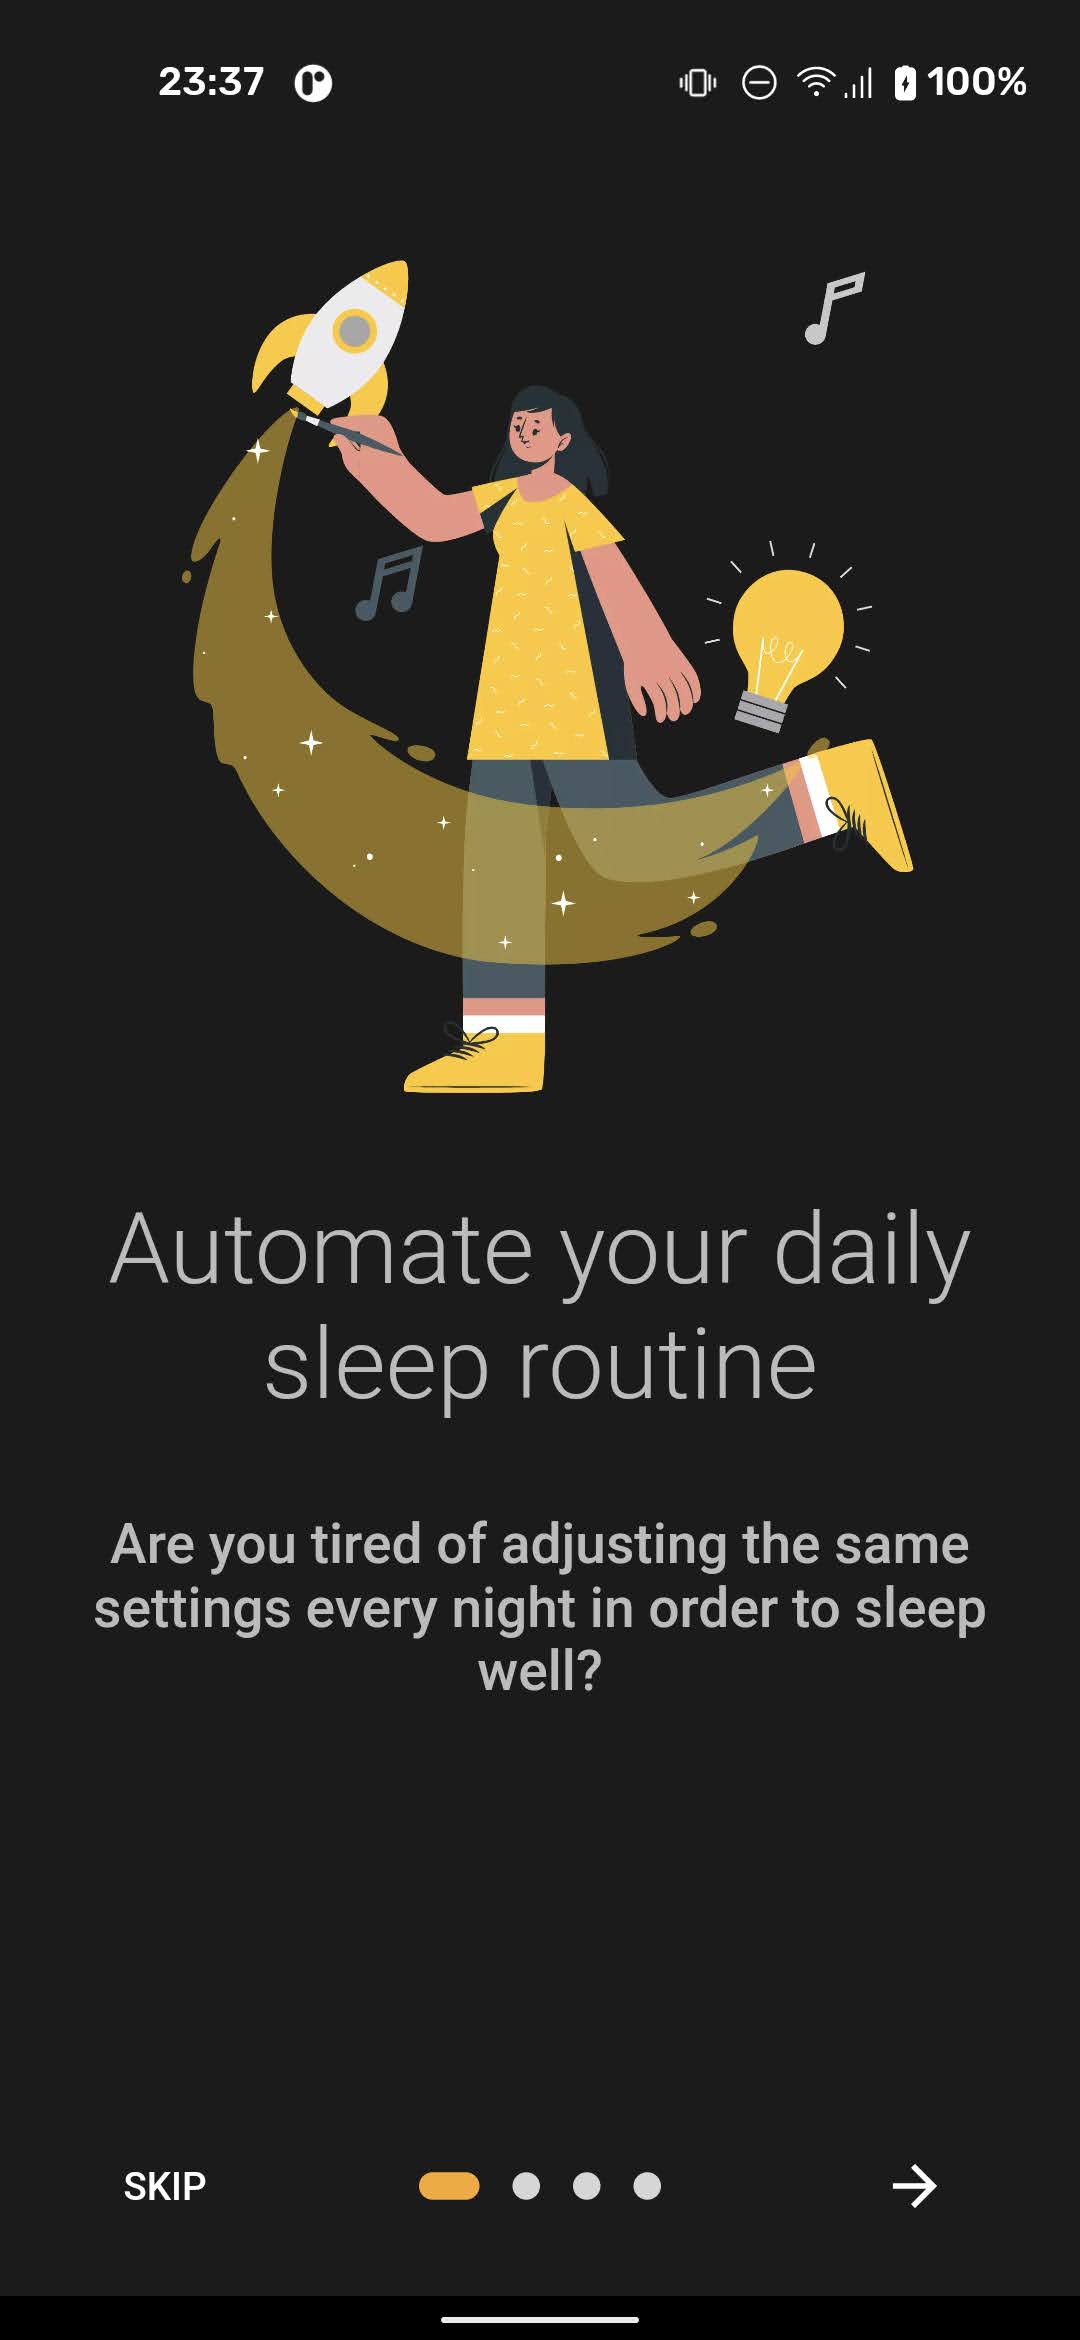 23:37 100%
Automate your daily
sleep routine
Are you tired of adjusting the same
settings every night in order to sleep
well?
SKIP